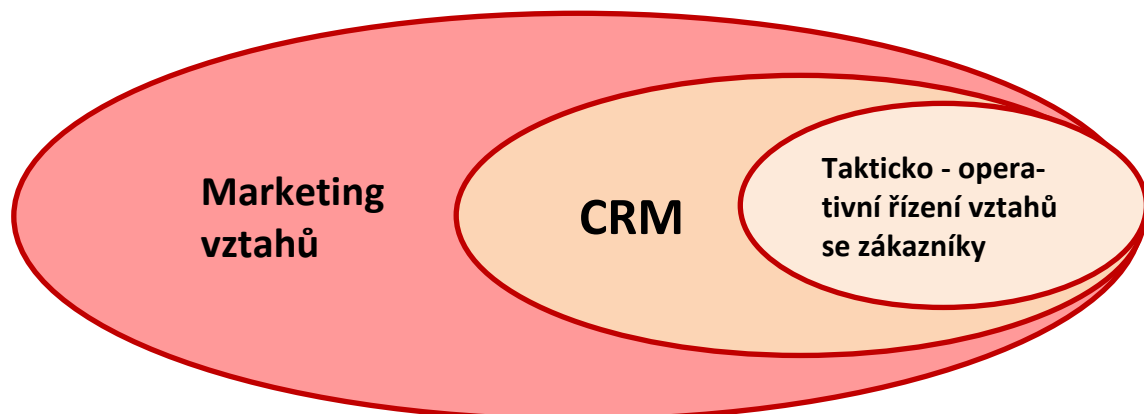 Marketing
vztahů
CRM
Takticko - opera-
tivní řízení vztahů
se zákazníky